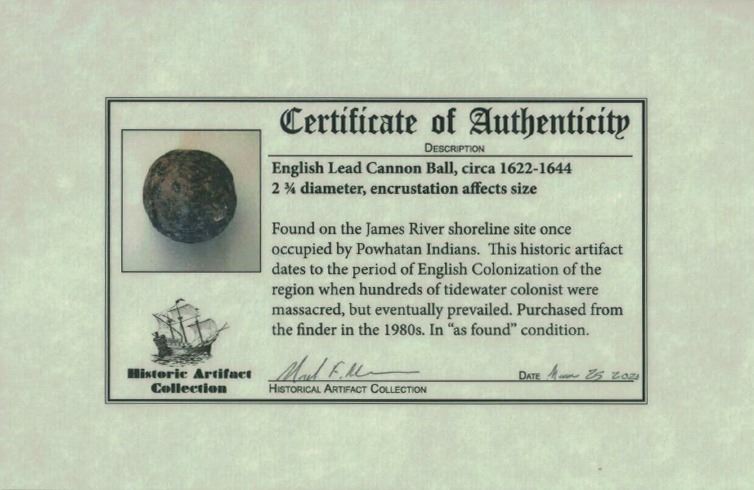 Certificate of Authenticity
Description
English Lead Cannon Ball, circa 1622-1644
2 ¾ diameter, encrustation affects size
Found on the James River shoreline site once
occupied by Powhatan Indians. This historic artifact
dates to the period of English Colonization of the
region when hundreds of tidewater colonist were
massacred, but eventually prevailed. Purchased from
the finder in the 1980s. In “as found” condition.
Historic Artifact
Collection
Date
Historical Artifact Collection